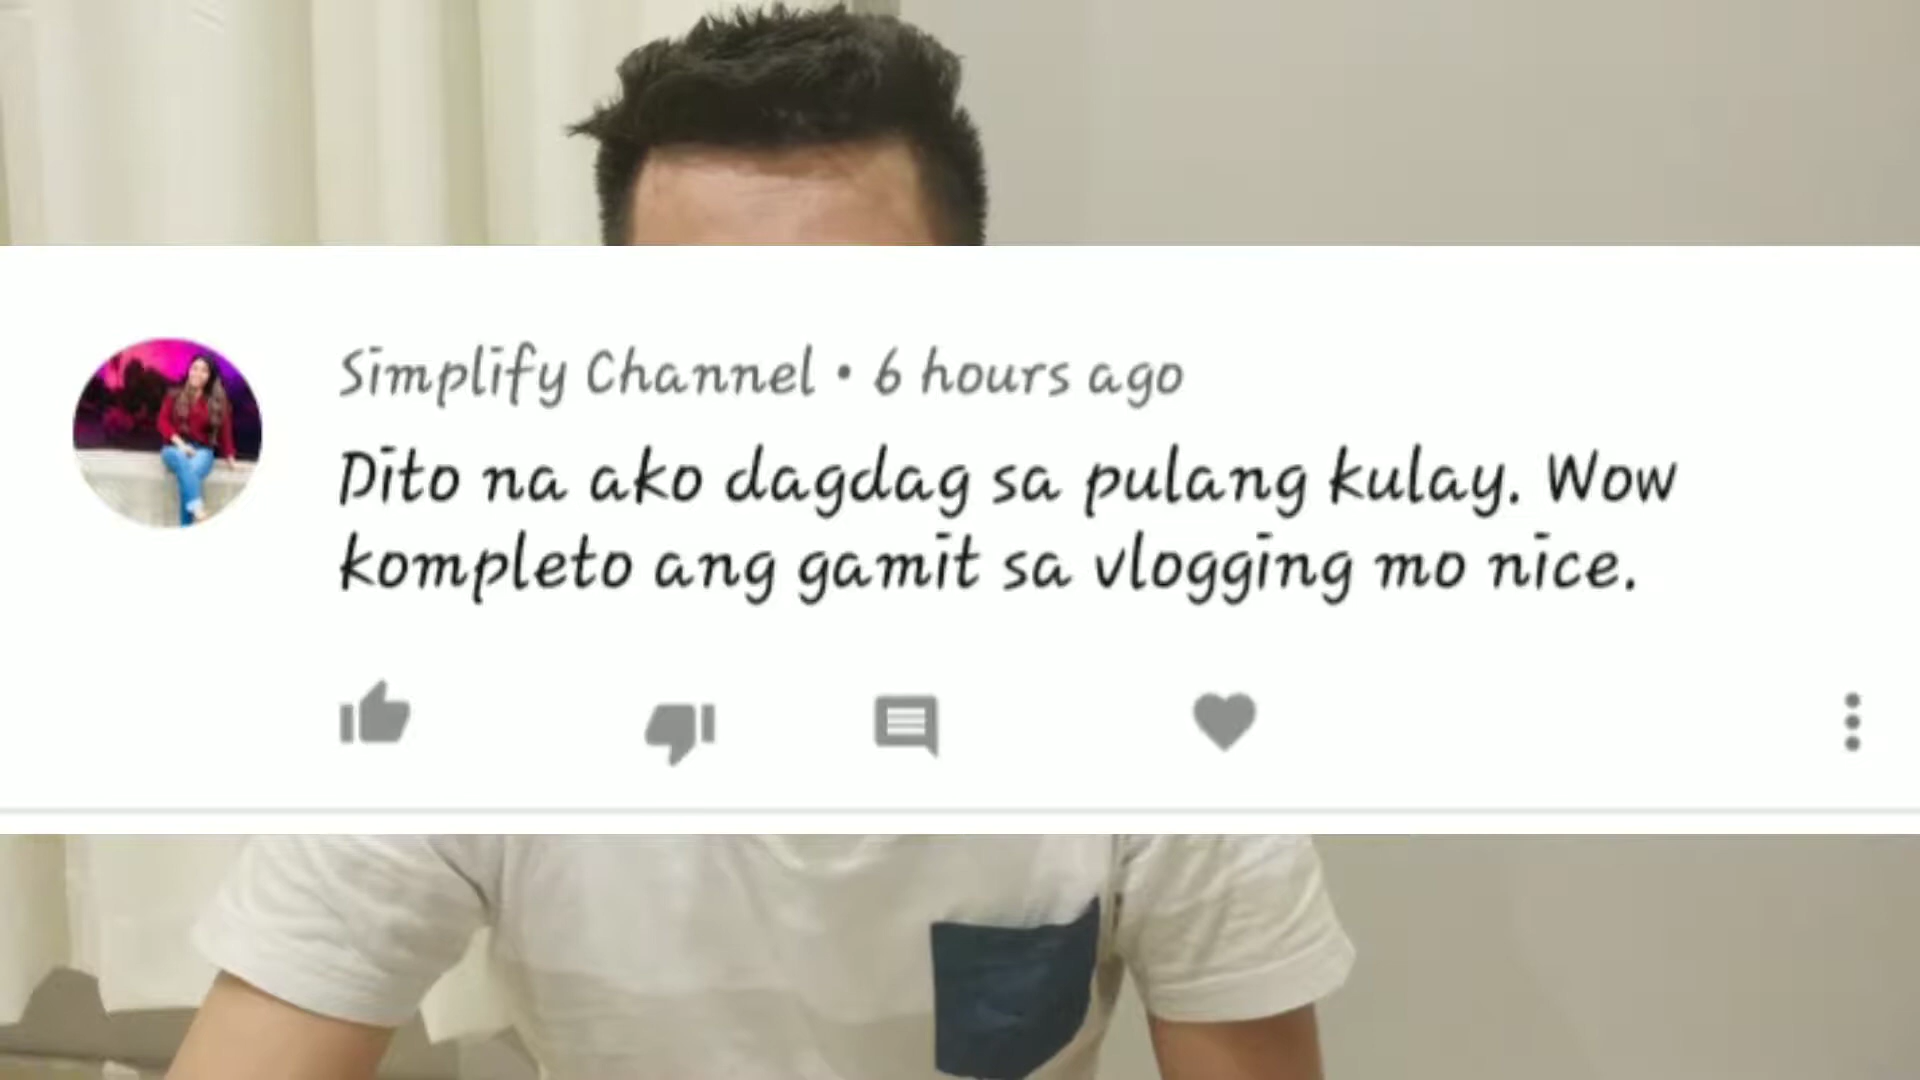 Simplify Channel • 6 hours ago
Dito na ako dagdag sa pulang kulay. Wow
kompleto ang gamit sa vlogging mo nice.